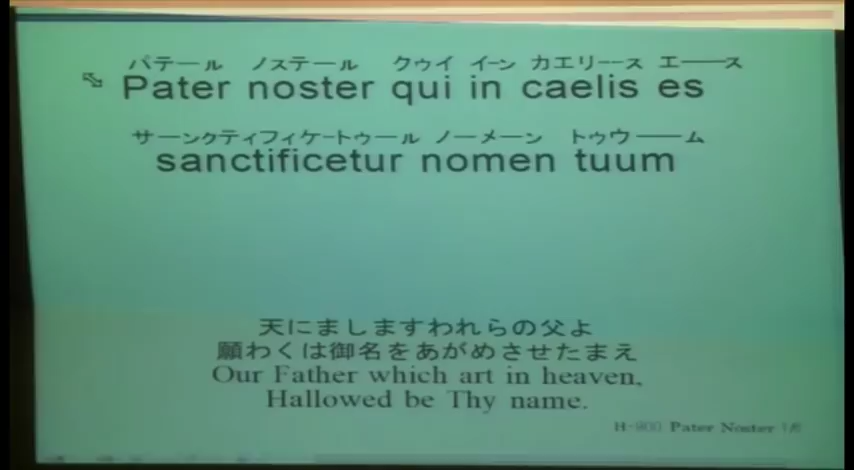 パテール ノステール クゥイ イーン カエリーース エーース
Pater noster qui in caelis es
サーンクティフィケートゥール ノーメーン トゥウーーム
sanctificetur nomen tuum
天にましますわれらの父よ
願わくは御名をあがめさせたまえ
Our Father which art in heaven,
Hallowed be Thy name.
Pater Noster